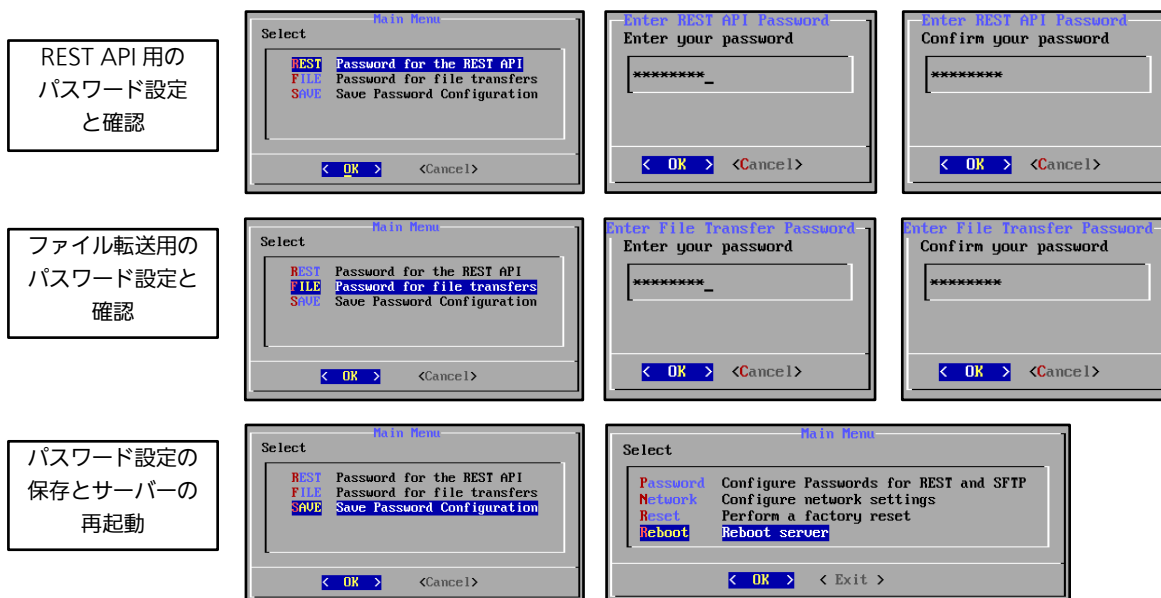 REST API 用の
パスワード設定
と確認
Main Menu
Select
REST Password for the REST API
FILE Password for file transfers
SAVE Save Password Configuration
< OK > <Cancel>
Enter REST API Password
Enter your password
********_
< OK > <Cancel>
Enter REST API Password
Confirm your password
********
< OK > <Cancel>
ファイル転送用の
パスワード設定と
確認
Main Menu
Select
REST Password for the REST API
FILE Password for file transfers
SAVE Save Password Configuration
< OK > <Cancel>
Enter File Transfer Password
Enter your password
********_
< OK > <Cancel>
Enter File Transfer Password
Confirm your password
********
< OK > <Cancel>
パスワード設定の
保存とサーバーの
再起動
Main Menu
Select
REST Password for the REST API
FILE Password for file transfers
SAVE Save Password Configuration
< OK > <Cancel>
Main Menu
Select
Password Configure Passwords for REST and SFTP
Network Configure network settings
Reset Perform a factory reset
Reboot Reboot server
< OK > < Exit >